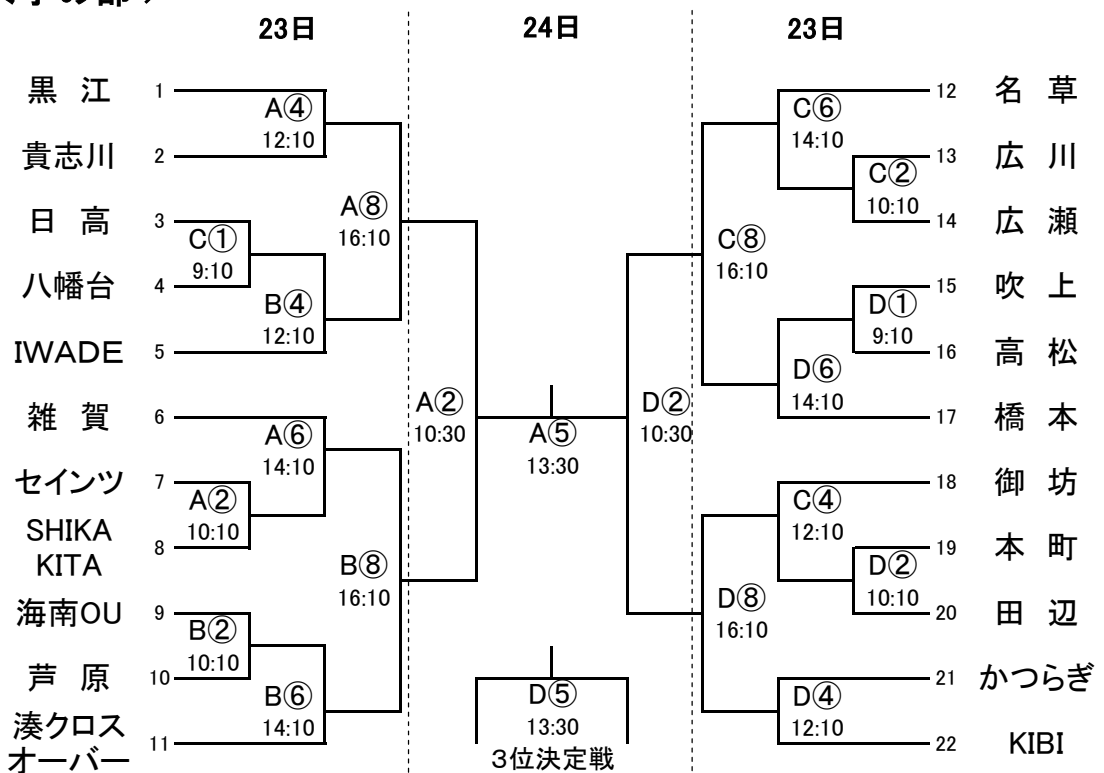 23日
24日
23日
黒 江
1
A④
12:10
貴志川
2
A⑧
16:10
日 高
3
C①
9:10
八幡台
4
B④
12:10
IWADE
5
雑 賀
6
A⑥
14:10
セインツ
7
A②
10:10
SHIKA
KITA
8
B⑧
16:10
海南OU
9
B②
10:10
芦 原
10
B⑥
14:10
湊クロス
オーバー
11
A②
10:30
A⑤
13:30
D②
10:30
D⑤
13:30
3位決定戦
12
名 草
C⑥
14:10
13
広 川
C②
10:10
14
広 瀬
C⑧
16:10
15
吹 上
D①
9:10
16
高 松
D⑥
14:10
17
橋 本
18
御 坊
C④
12:10
19
本 町
D②
10:10
20
田 辺
D⑧
16:10
21
かつらぎ
D④
12:10
22
KIBI